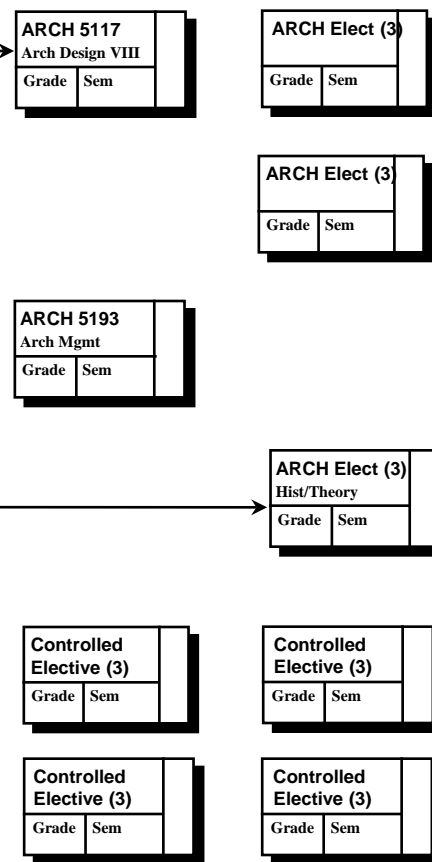 ARCH 5117
Arch Design VIII
Grade Sem
ARCH Elect (3)
Grade Sem
ARCH Elect (3)
Grade Sem
ARCH 5193
Arch Mgmt
Grade Sem
ARCH Elect (3)
Hist/Theory
Grade Sem
Controlled
Elective (3)
Grade Sem
Controlled
Elective (3)
Grade Sem
Controlled
Elective (3)
Grade Sem
Controlled
Elective (3)
Grade Sem